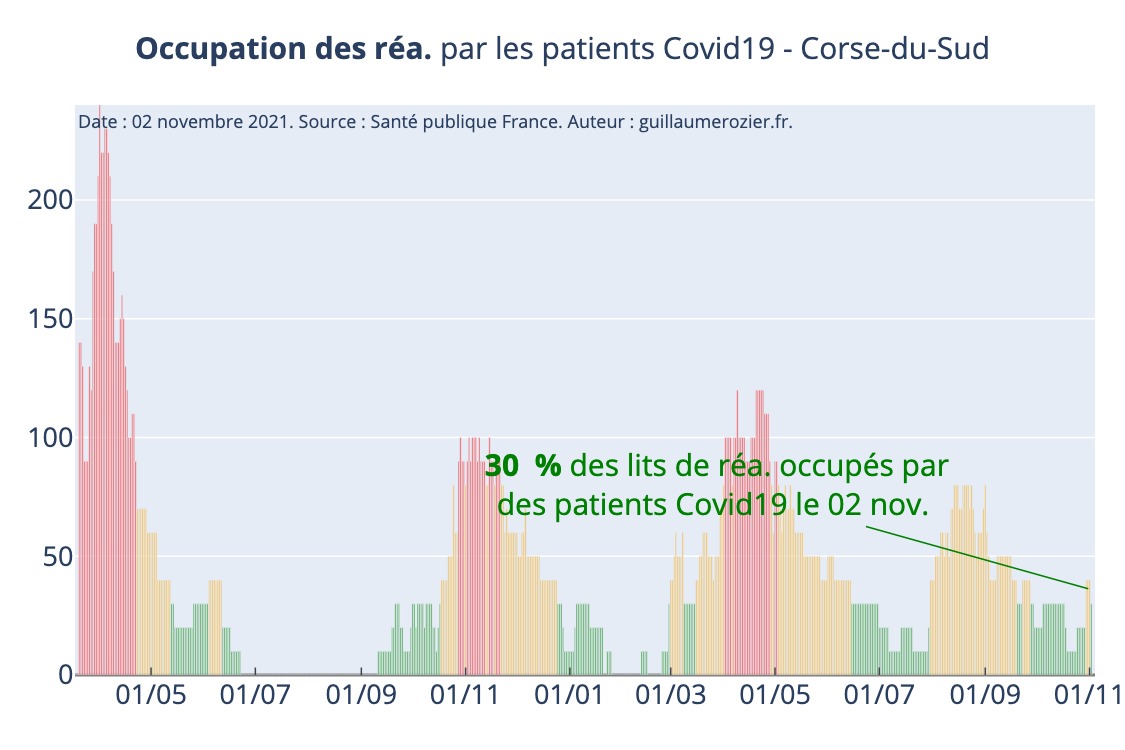 Occupation des réa. par les patients Covid19 - Corse-du-Sud
Date : 02 novembre 2021. Source : Santé publique France. Auteur : guillaumerozier.fr.
200
150
100
30  % des lits de réa. occupés par
des patients Covid19 le 02 nov.
50
0
01/05 01/07 01/09 01/11 01/01 01/03 01/05 01/07 01/09 01/11